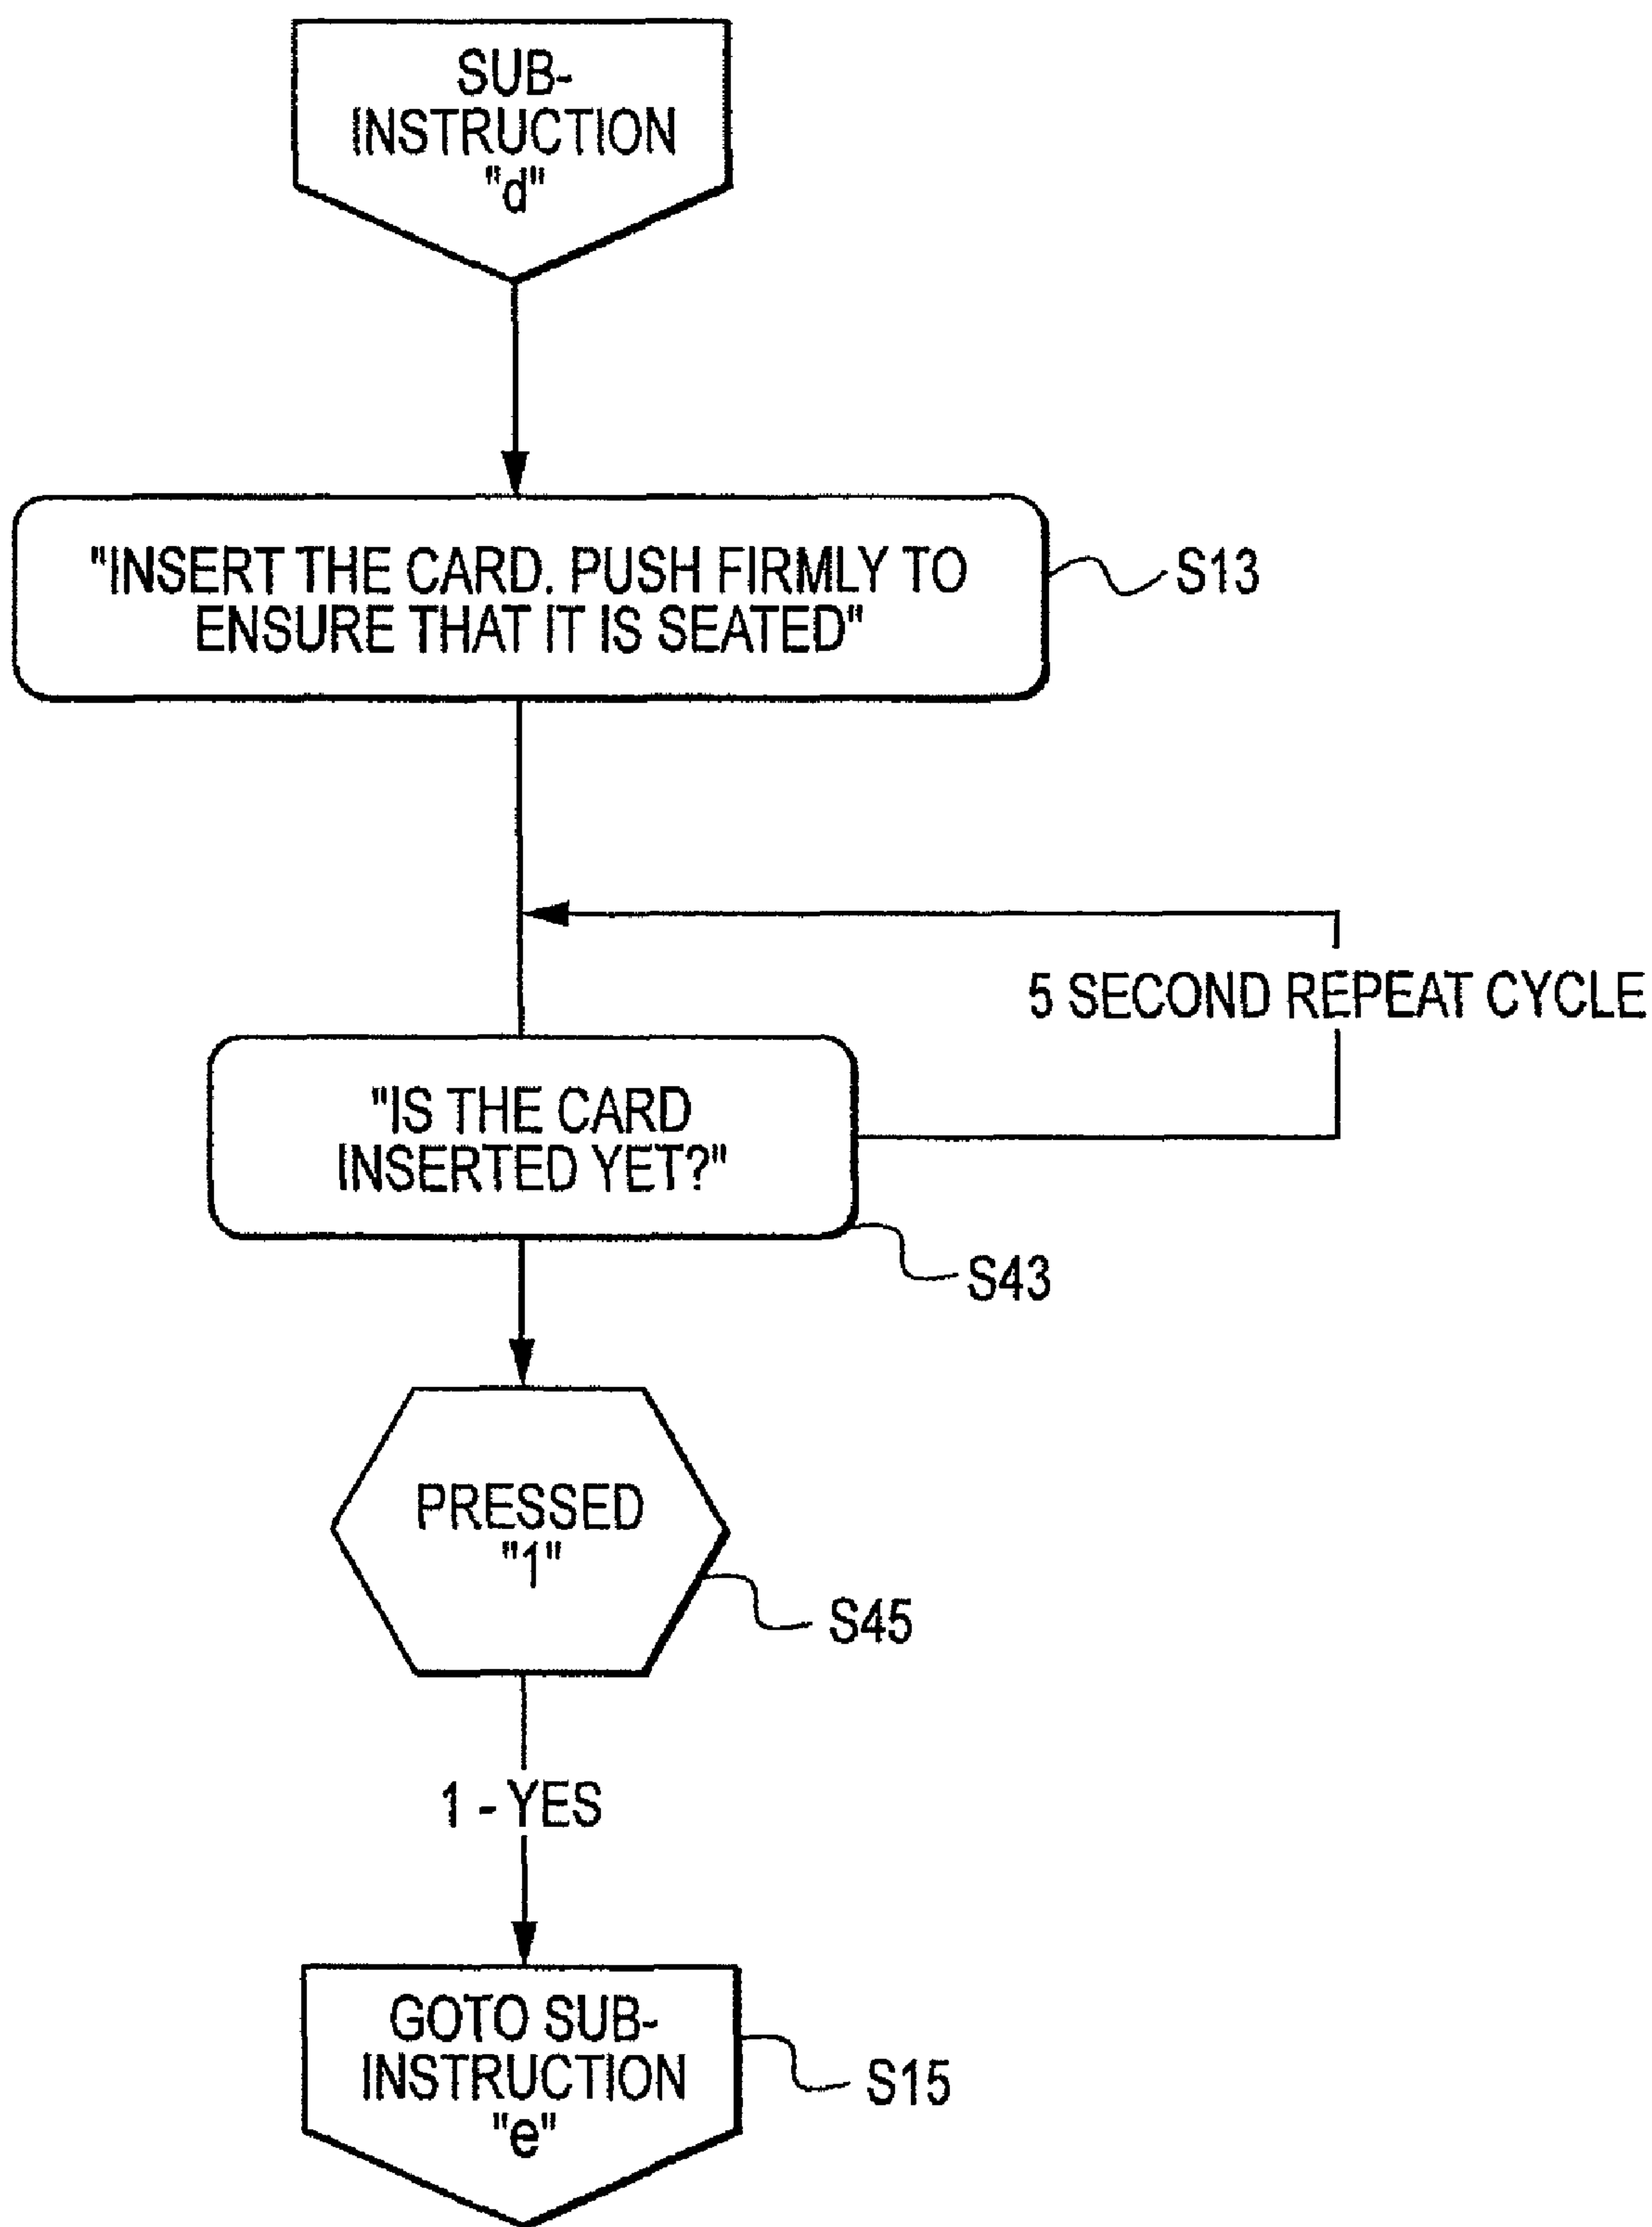 SUB-
INSTRUCTION
"d"
"INSERT THE CARD. PUSH FIRMLY TO
ENSURE THAT IT IS SEATED"
S13
5 SECOND REPEAT CYCLE
"IS THE CARD
INSERTED YET?"
S43
PRESSED
"1"
S45
1 - YES
GOTO SUB-
INSTRUCTION
"e"
S15